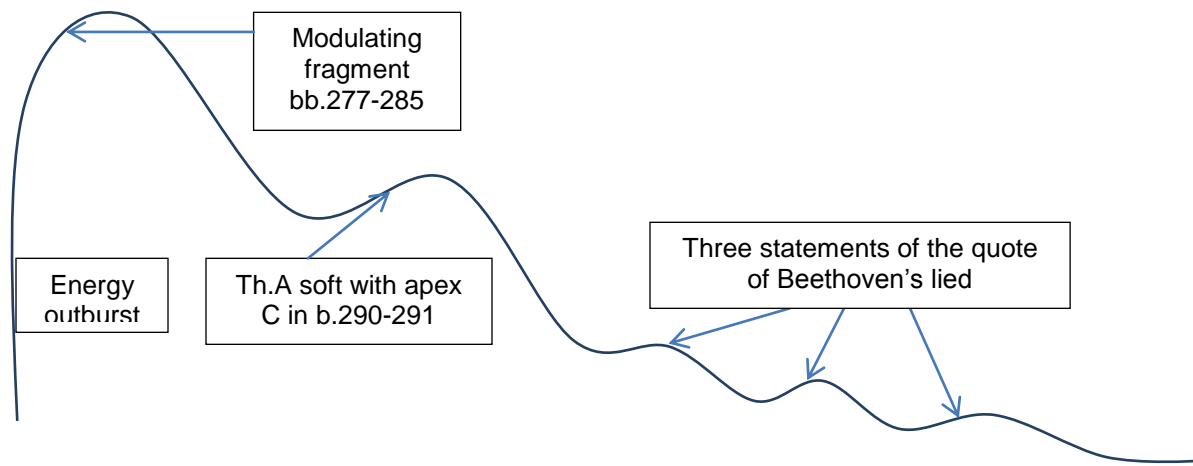 Modulating
fragment
bb.277-285
Energy
outburst
Th.A soft with apex
C in b.290-291
Three statements of the quote
of Beethoven's lied